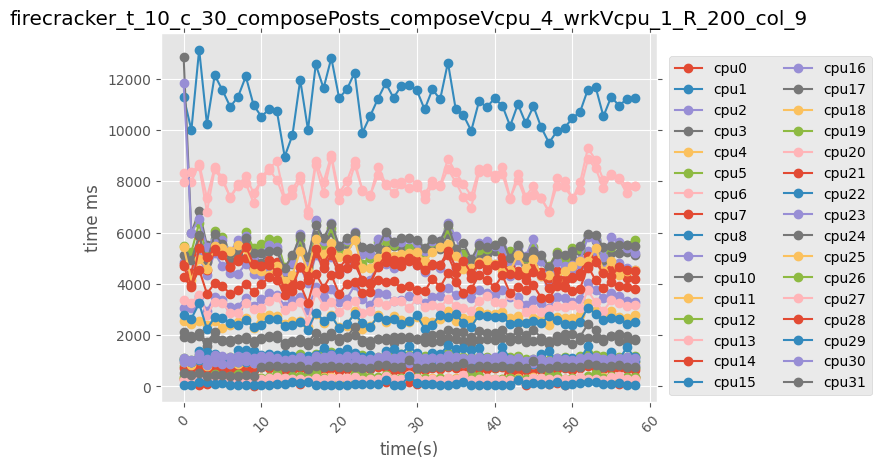 firecracker_t_10_c_30_composePosts_composeVcpu_4_wrkVcpu_1_R_200_col_9
12000
10000
8000
6000
4000
2000
0
time ms
0
10
20
30
40
50
60
time(s)
cpu0
cpu1
cpu2
cpu3
cpu4
cpu5
cpu6
cpu7
cpu8
cpu9
cpu10
cpu11
cpu12
cpu13
cpu14
cpu15
cpu16
cpu17
cpu18
cpu19
cpu20
cpu21
cpu22
cpu23
cpu24
cpu25
cpu26
cpu27
cpu28
cpu29
cpu30
cpu31